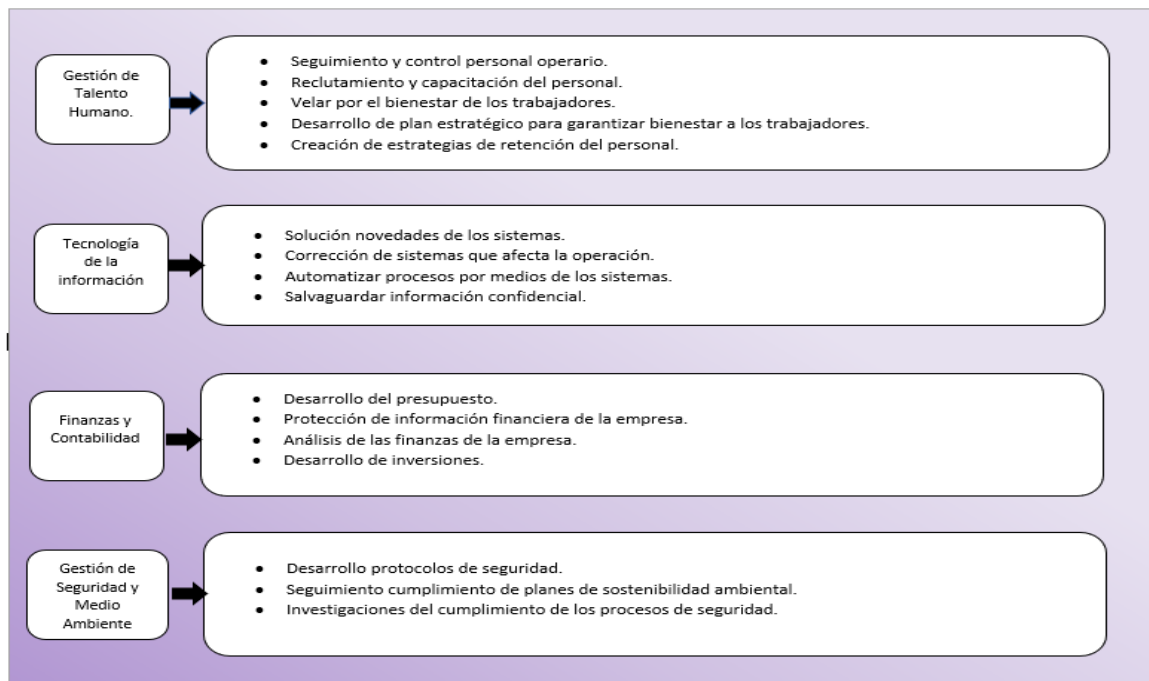 Gestión de
Talento
Humano.
• Seguimiento y control personal operario.
• Reclutamiento y capacitación del personal.
• Velar por el bienestar de los trabajadores.
• Desarrollo de plan estratégico para garantizar bienestar a los trabajadores.
• Creación de estrategias de retención del personal.
Tecnología
de la
información
• Solución novedades de los sistemas.
• Corrección de sistemas que afecta la operación.
• Automatizar procesos por medios de los sistemas.
• Salvaguardar información confidencial.
Finanzas y
Contabilidad
• Desarrollo del presupuesto.
• Protección de información financiera de la empresa.
• Análisis de las finanzas de la empresa.
• Desarrollo de inversiones.
Gestión de
Seguridad y
Medio
Ambiente
• Desarrollo protocolos de seguridad.
• Seguimiento cumplimiento de planes de sostenibilidad ambiental.
• Investigaciones del cumplimiento de los procesos de seguridad.